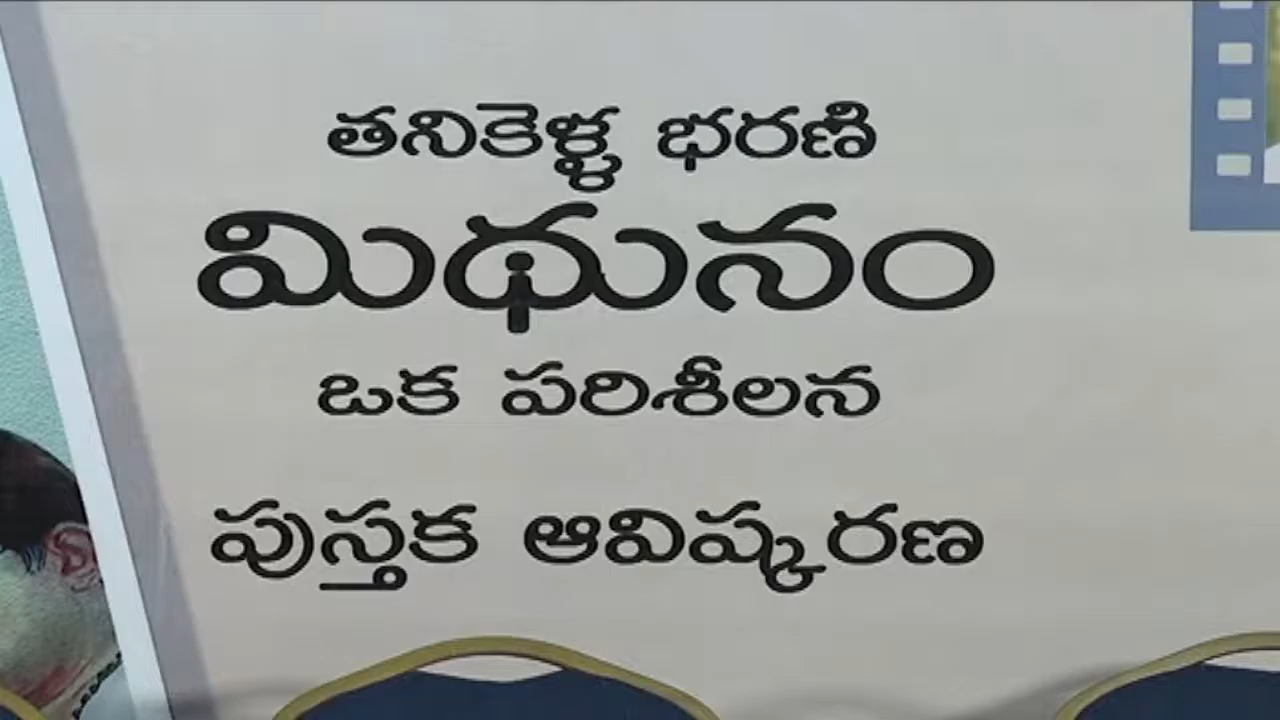 తనికెళ్ళ భరణి
మిథునం
ఒక పరిశీలన
పుస్తక ఆవిష్కరణ